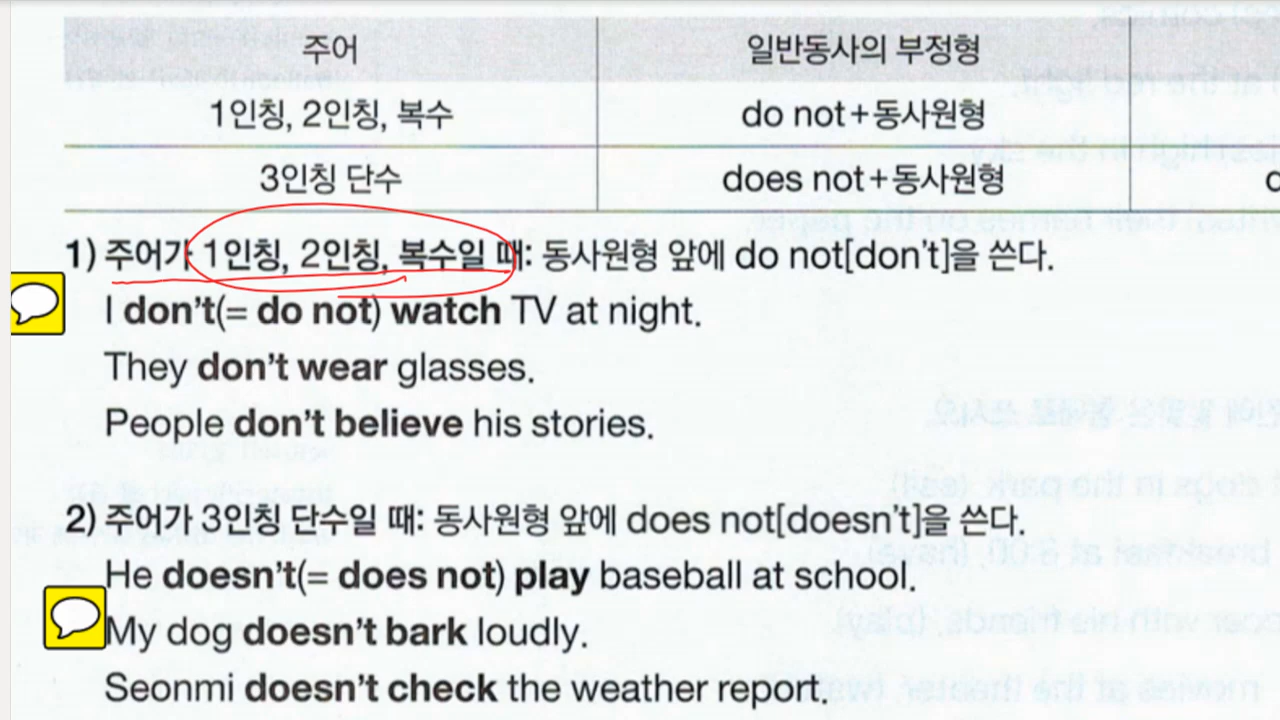 주어 일반동사의 부정형
1인칭, 2인칭, 복수 do not+동사원형
3인칭 단수 does not+동사원형
1) 주어가 1인칭, 2인칭, 복수일 때: 동사원형 앞에 do not[don't]을 쓴다.
I don't(= do not) watch TV at night.
They don't wear glasses.
People don't believe his stories.
2) 주어가 3인칭 단수일 때: 동사원형 앞에 does not[doesn't]을 쓴다.
He doesn't(= does not) play baseball at school.
My dog doesn't bark loudly.
Seonmi doesn't check the weather report.